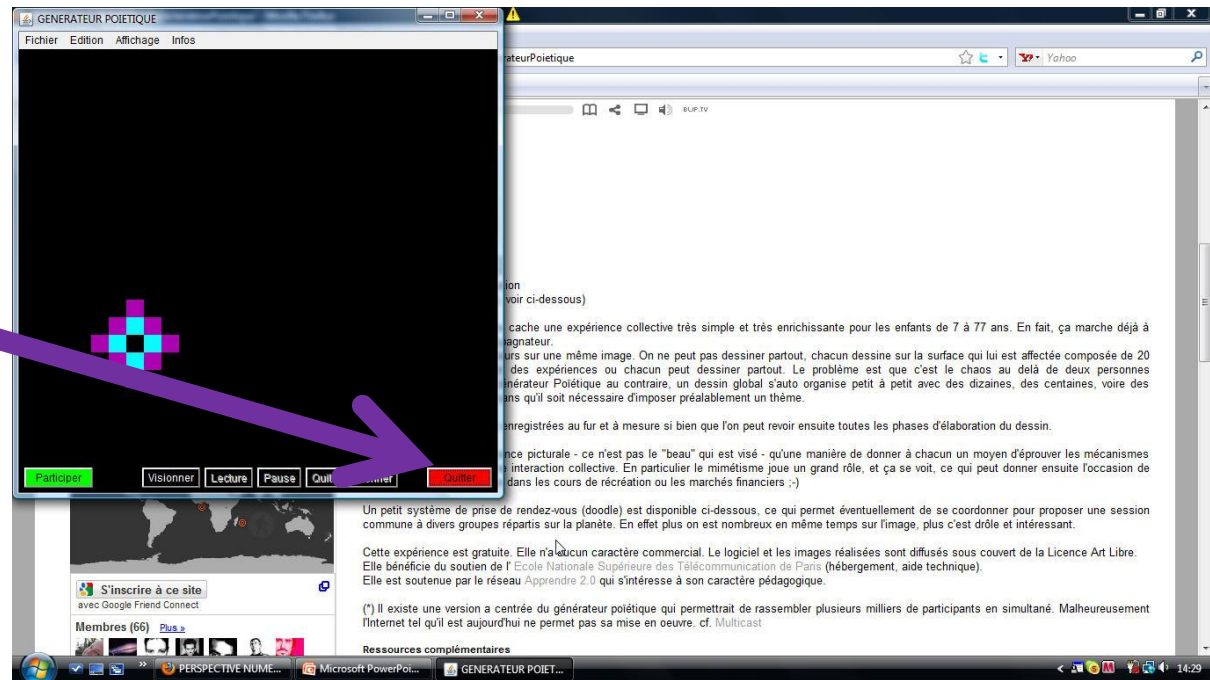 GENERATEUR POIETIQUE
Fichier Edition Affichage Infos
rateurPoietique
Yahoo
BLIP.TV
ion
voir ci-dessous)
cache une expérience collective très simple et très enrichissante pour les enfants de 7 à 77 ans. En fait, ça marche déjà à
pagnateur.
urs sur une même image. On ne peut pas dessiner partout, chacun dessine sur la surface qui lui est affectée composée de 20
des expériences ou chacun peut dessiner partout. Le problème est que c'est le chaos au delà de deux personnes
énérateur Poïétique au contraire, un dessin global s'auto organise petit à petit avec des dizaines, des centaines, voire des
ans qu'il soit nécessaire d'imposer préalablement un thème.
enregistrées au fur et à mesure si bien que l'on peut revoir ensuite toutes les phases d'élaboration du dessin.
nce picturale - ce n'est pas le "beau" qui est visé - qu'une manière de donner à chacun un moyen d'éprouver les mécanismes
e interaction collective. En particulier le mimétisme joue un grand rôle, et ça se voit, ce qui peut donner ensuite l'occasion de
dans les cours de récréation ou les marchés financiers ;-)
Participer Visionner Lecture Pause Quitter
Un petit système de prise de rendez-vous (doodle) est disponible ci-dessous, ce qui permet éventuellement de se coordonner pour proposer une session
commune à divers groupes répartis sur la planète. En effet plus on est nombreux en même temps sur l'image, plus c'est drôle et intéressant.
Cette expérience est gratuite. Elle n'a aucun caractère commercial. Le logiciel et les images réalisées sont diffusés sous couvert de la Licence Art Libre.
Elle bénéficie du soutien de l' Ecole Nationale Supérieure des Télécommunication de Paris (hébergement, aide technique).
Elle est soutenue par le réseau Apprendre 2.0 qui s'intéresse à son caractère pédagogique.
(*) Il existe une version a centrée du générateur poïétique qui permettrait de rassembler plusieurs milliers de participants en simultané. Malheureusement
l'Internet tel qu'il est aujourd'hui ne permet pas sa mise en oeuvre. cf. Multicast
Ressources complémentaires
S'inscrire à ce site
avec Google Friend Connect
Membres (66) Plus »
PERSPECTIVE NUME... Microsoft PowerPoi... GENERATEUR POIET... 14:29